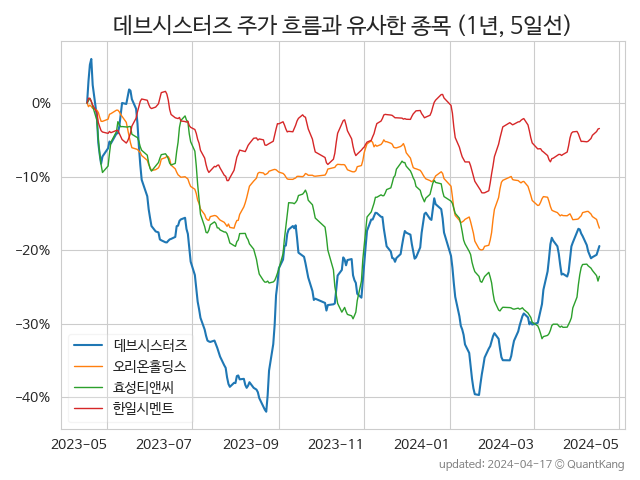 데브시스터즈 주가 흐름과 유사한 종목 (1년, 5일선)
0%
−10%
−20%
−30%
−40%
데브시스터즈
오리온홀딩스
효성티앤씨
한일시멘트
2023-05 2023-07 2023-09 2023-11 2024-01 2024-03 2024-05
updated: 2024-04-17 © QuantKang